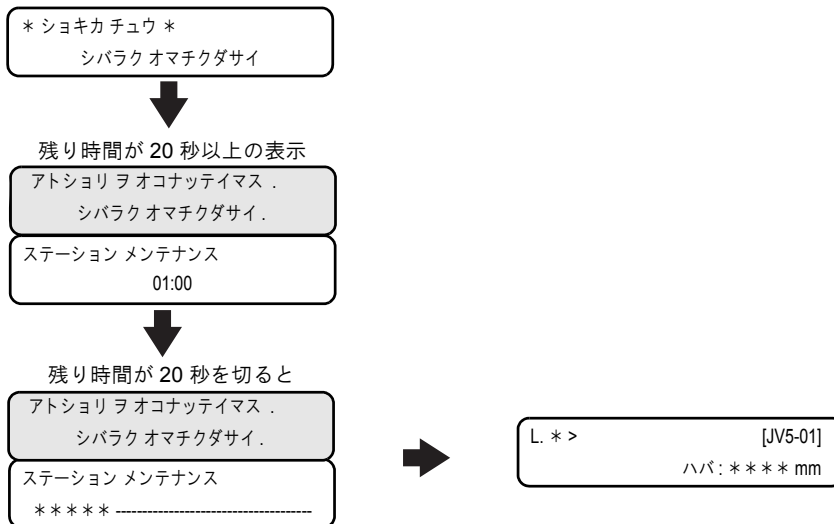 ＊ ショキカ チュウ ＊
シバラク オマチクダサイ
残り時間が 20 秒以上の表示
アトショリ ヲ オコナッテイマス .
シバラク オマチクダサイ .
ステーション メンテナンス
01:00
残り時間が 20 秒を切ると
アトショリ ヲ オコナッテイマス .
シバラク オマチクダサイ .
ステーション メンテナンス
＊＊＊＊＊ -------------------------------------
L. ＊ > [JV5-01]
ハバ : ＊＊＊＊ mm